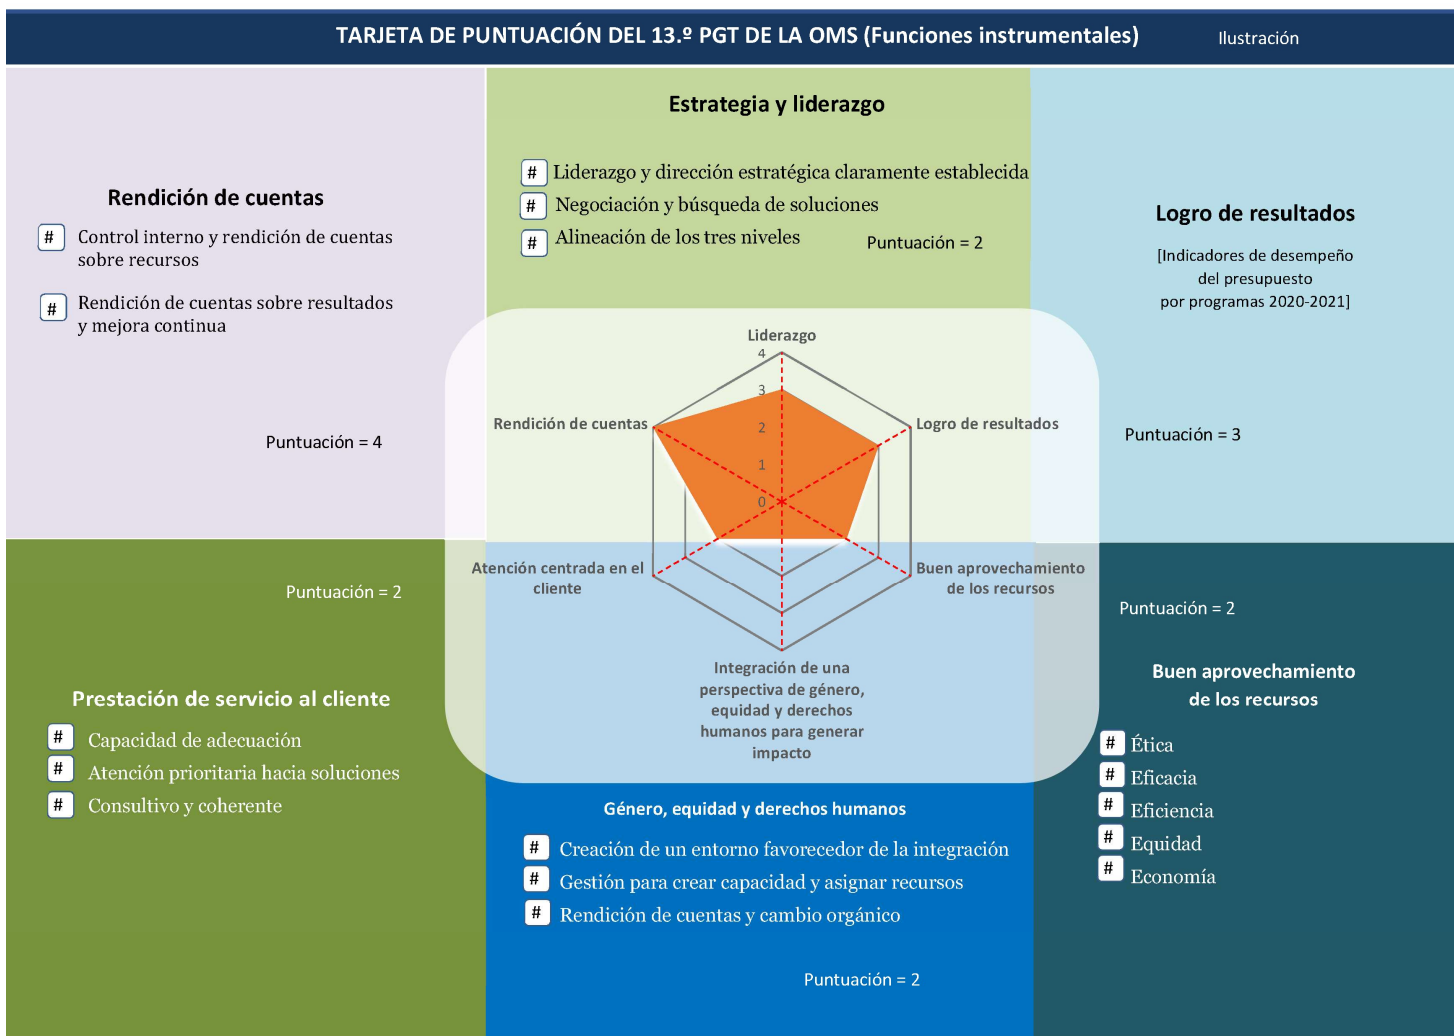 TARJETA DE PUNTUACIÓN DEL 13.º PGT DE LA OMS (Funciones instrumentales)
Ilustración
Rendición de cuentas
# Control interno y rendición de cuentas
sobre recursos
# Rendición de cuentas sobre resultados
y mejora continua
Puntuación = 4
Estrategia y liderazgo
# Liderazgo y dirección estratégica claramente establecida
# Negociación y búsqueda de soluciones
# Alineación de los tres niveles
Puntuación = 2
Logro de resultados
[Indicadores de desempeño
del presupuesto
por programas 2020-2021]
Puntuación = 3
Liderazgo
4
3
2
1
0
Rendición de cuentas
Logro de resultados
Atención centrada en el
cliente
Buen aprovechamiento
de los recursos
Integración de una
perspectiva de género,
equidad y derechos
humanos para generar
impacto
Puntuación = 2
Prestación de servicio al cliente
# Capacidad de adecuación
# Atención prioritaria hacia soluciones
# Consultivo y coherente
Género, equidad y derechos humanos
# Creación de un entorno favorecedor de la integración
# Gestión para crear capacidad y asignar recursos
# Rendición de cuentas y cambio orgánico
Puntuación = 2
Puntuación = 2
Buen aprovechamiento
de los recursos
# Ética
# Eficacia
# Eficiencia
# Equidad
# Economía